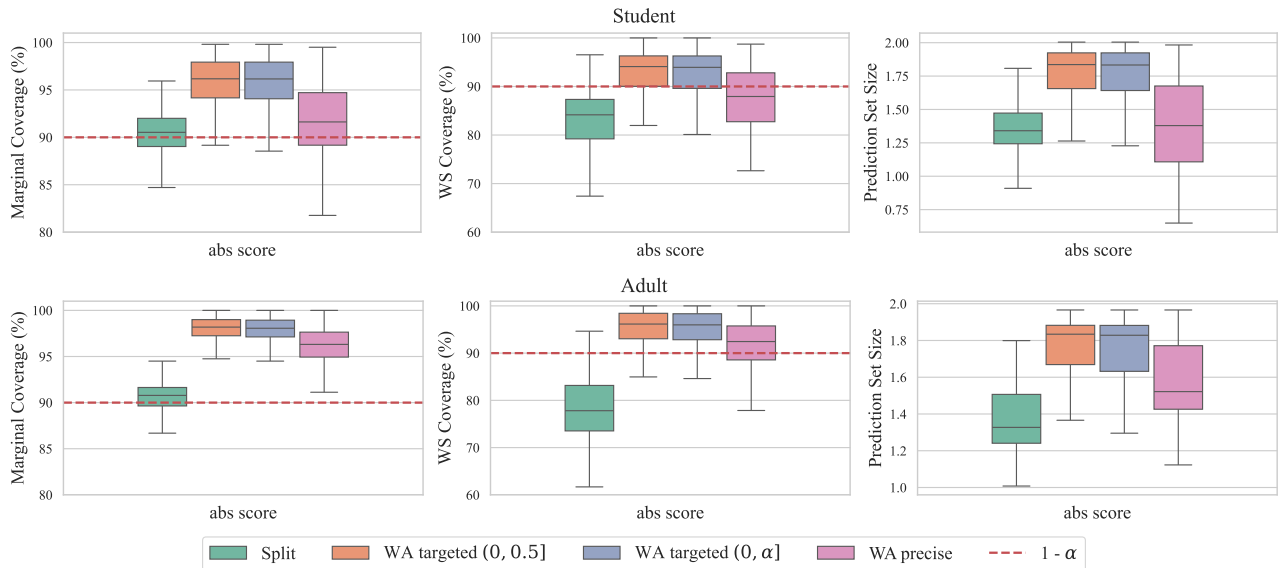 Student
Marginal Coverage (%)
100
95
90
85
80
abs score
WS Coverage (%)
100
90
80
70
60
abs score
Prediction Set Size
2.00
1.75
1.50
1.25
1.00
0.75
abs score
Adult
Marginal Coverage (%)
100
95
90
85
80
abs score
WS Coverage (%)
100
90
80
70
60
abs score
Prediction Set Size
2.0
1.8
1.6
1.4
1.2
1.0
abs score
Split
WA targeted (0, 0.5]
WA targeted (0, α]
WA precise
1 - α